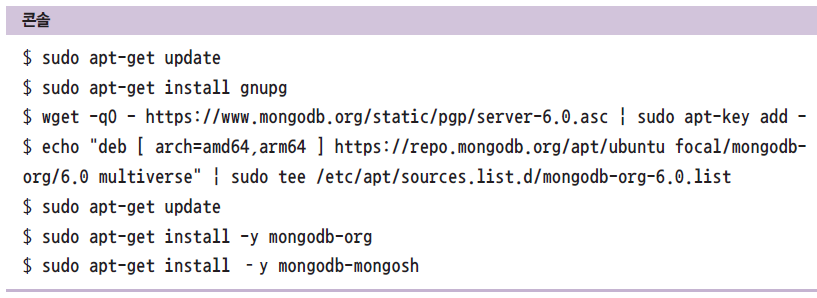 콘솔
$ sudo apt-get update
$ sudo apt-get install gnupg
$ wget -qO - https://www.mongodb.org/static/pgp/server-6.0.asc ¦ sudo apt-key add -
$ echo "deb [ arch=amd64,arm64 ] https://repo.mongodb.org/apt/ubuntu focal/mongodb-
org/6.0 multiverse" ¦ sudo tee /etc/apt/sources.list.d/mongodb-org-6.0.list
$ sudo apt-get update
$ sudo apt-get install -y mongodb-org
$ sudo apt-get install –y mongodb-mongosh